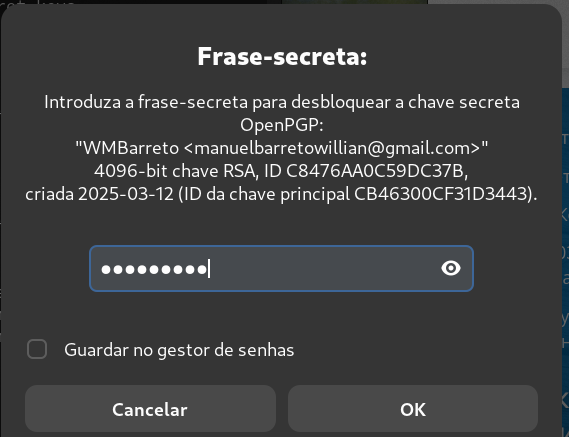 Frase-secreta:
Introduza a frase-secreta para desbloquear a chave secreta
OpenPGP:
"WMBarreto <manuelbarretowillian@gmail.com>"
4096-bit chave RSA, ID C8476AA0C59DC37B,
criada 2025-03-12 (ID da chave principal CB46300CF31D3443).
Guardar no gestor de senhas
Cancelar
OK